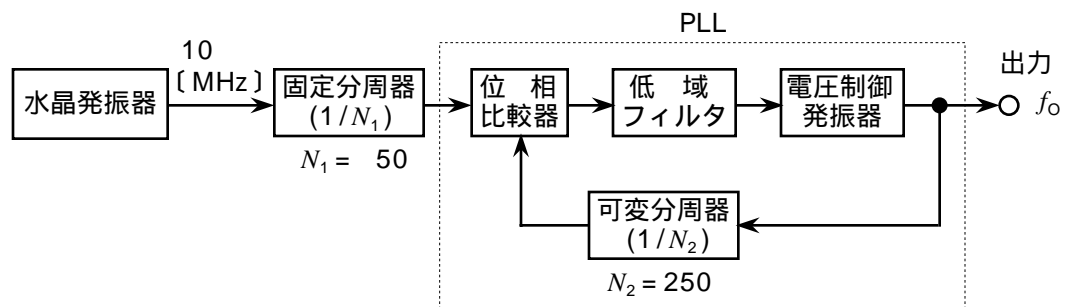 PLL
10
〔MHz〕
水晶発振器
固定分周器
(1/N₁)
N₁ = 50
位 相
比較器
低 域
フィルタ
電圧制御
発振器
出力
fo
可変分周器
(1/N₂)
N₂ = 250